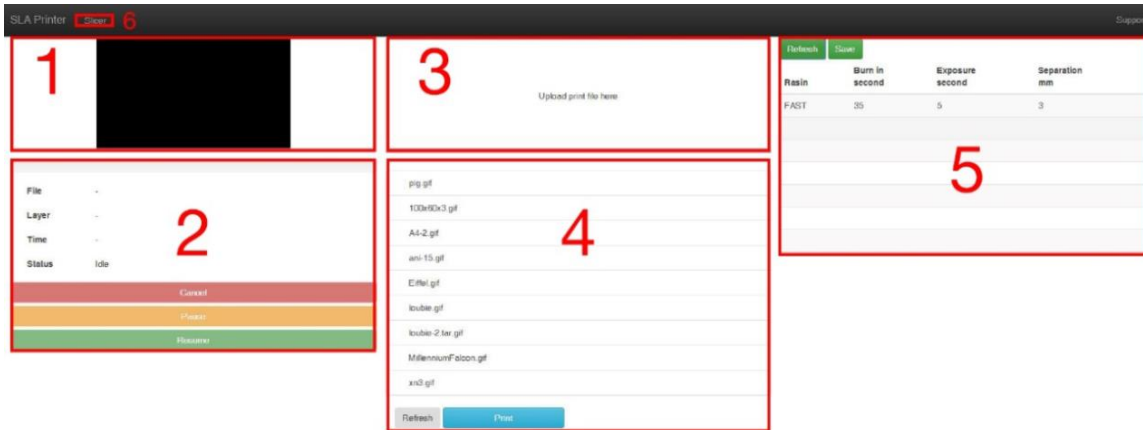 SLA Printer Slicer 6
Suppo
1
3
Upload print file here
Refresh Save
Resin Burn in second Exposure second Separation mm
FAST 35 5 3
5
File -
Layer -
Time -
Status Idle
2
Cancel
Pause
Resume
pig.gif
100x60x3.gif
A4-2.gif
ani-15.gif
Eiffel.gif
loubie.gif
loubie-2.tar.gif
MillenniumFalcon.gif
xn3.gif
4
Refresh Print